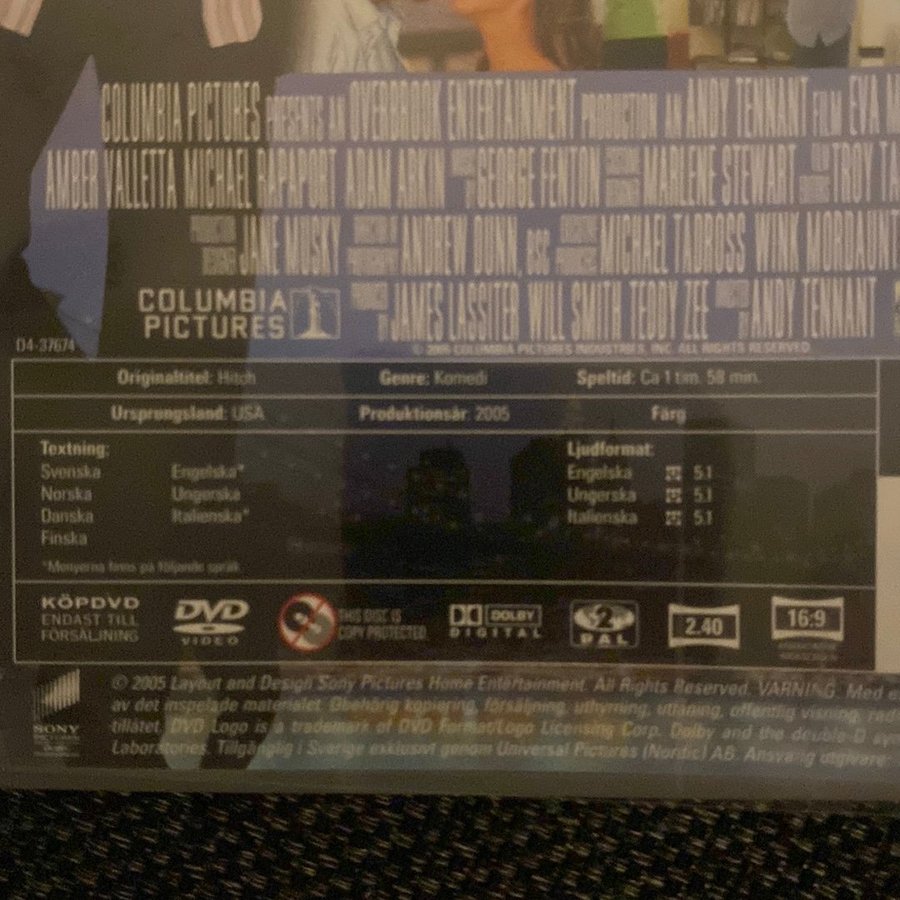 COLUMBIA PICTURES PRESENTS AN OVERBROOK ENTERTAINMENT PRODUCTION AN ANDY TENNANT FILM EVA
AMBER VALLETTA MICHAEL RAPAPORT ADAM ARKIN GEORGE FENTON MARLENE STEWART TROY
JANE MUSKY ANDREW DUNN, BSC MICHAEL TADROSS WINK MORDAUNT
JAMES LASSITER WILL SMITH TEDDY ZEE ANDY TENNANT
COLUMBIA
PICTURES
© 2005 COLUMBIA PICTURES INDUSTRIES, INC. ALL RIGHTS RESERVED
D4-37674
Originaltitel: Hitch Genre: Komedi Speltid: Ca 1 tim. 58 min.
Ursprungsland: USA Produktionsår: 2005 Färg
Textning: Ljudformat:
Svenska Engelska* Engelska 5.1
Norska Ungerska Ungerska 5.1
Danska Italienska* Italienska 5.1
Finska
*Menyerna finns på följande språk
KÖPDVD
ENDAST TILL
FÖRSÄLJNING
DVD
VIDEO
THIS DISC IS
COPY PROTECTED
DOLBY
DIGITAL
2
PAL
2.40
16:9
SONY
© 2005 Layout and Design Sony Pictures Home Entertainment. All Rights Reserved. VARNING. Med
av det inspelade materialet. Obehörig kopiering, försäljning, uthyrning, utlåning, offentlig visning,
tillåtet. DVD Logo is a trademark of DVD Format/Logo Licensing Corp. Dolby and the double-D
Laboratories. Tillgänglig i Sverige exklusivt genom Universal Pictures (Nordic) AB. Ansvarig utgivare: